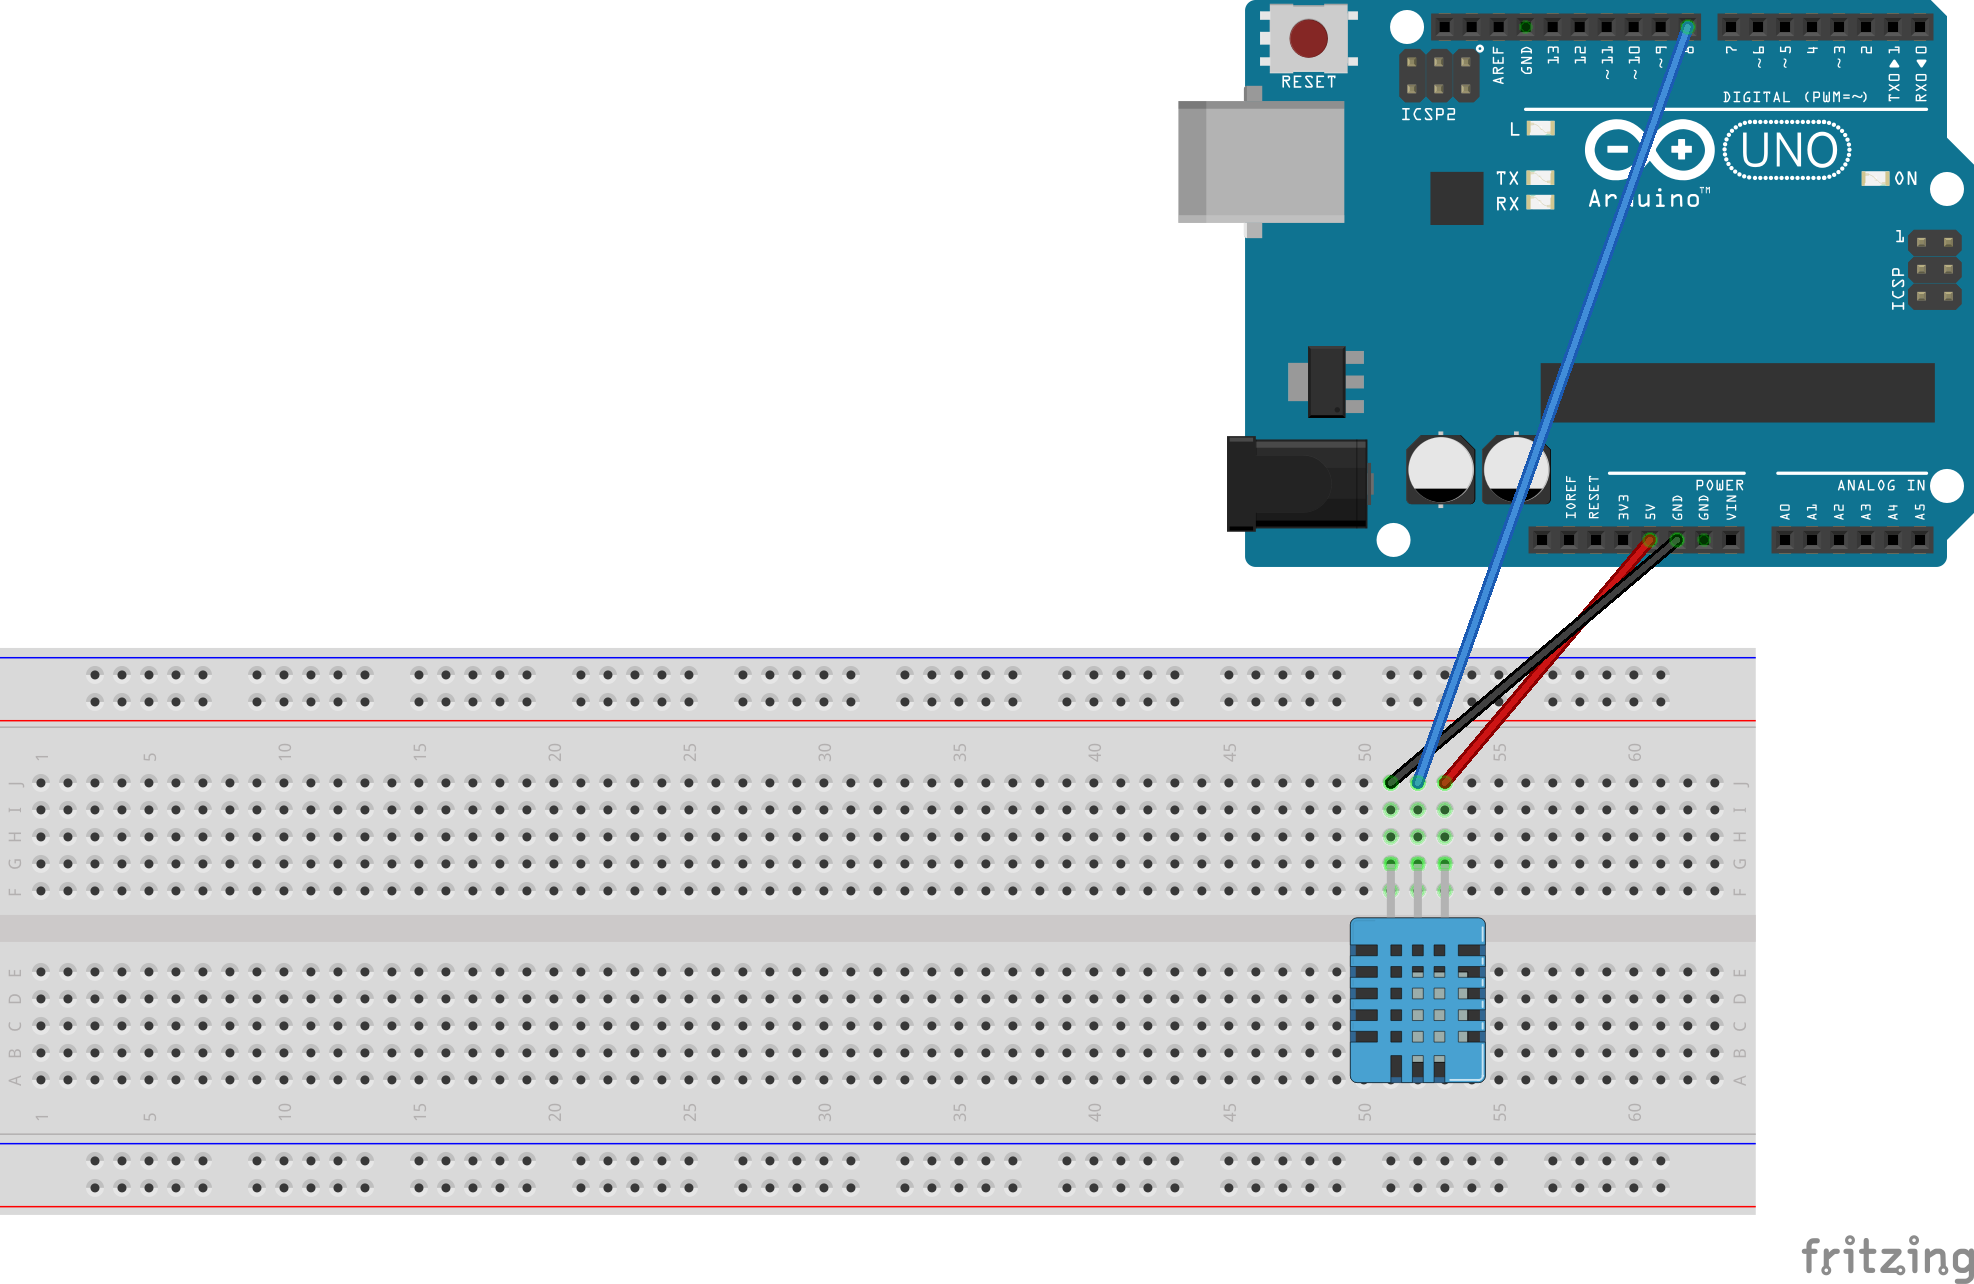 RESET
ICSP2
AREF
GND
13
12
~11
~10
~9
8
7
~6
~5
4
~3
2
TX0▶1
RX0◀0
DIGITAL (PWM=~)
L
TX
RX
Arduino™
UNO
ON
1
ICSP
POWER
ANALOG IN
IOREF
RESET
3V3
5V
GND
GND
VIN
A0
A1
A2
A3
A4
A5
1 5 10 15 20 25 30 35 40 45 50 55 60
J J
I I
H H
G G
F F
E E
D D
C C
B B
A A
1 5 10 15 20 25 30 35 40 45 50 55 60
fritzing